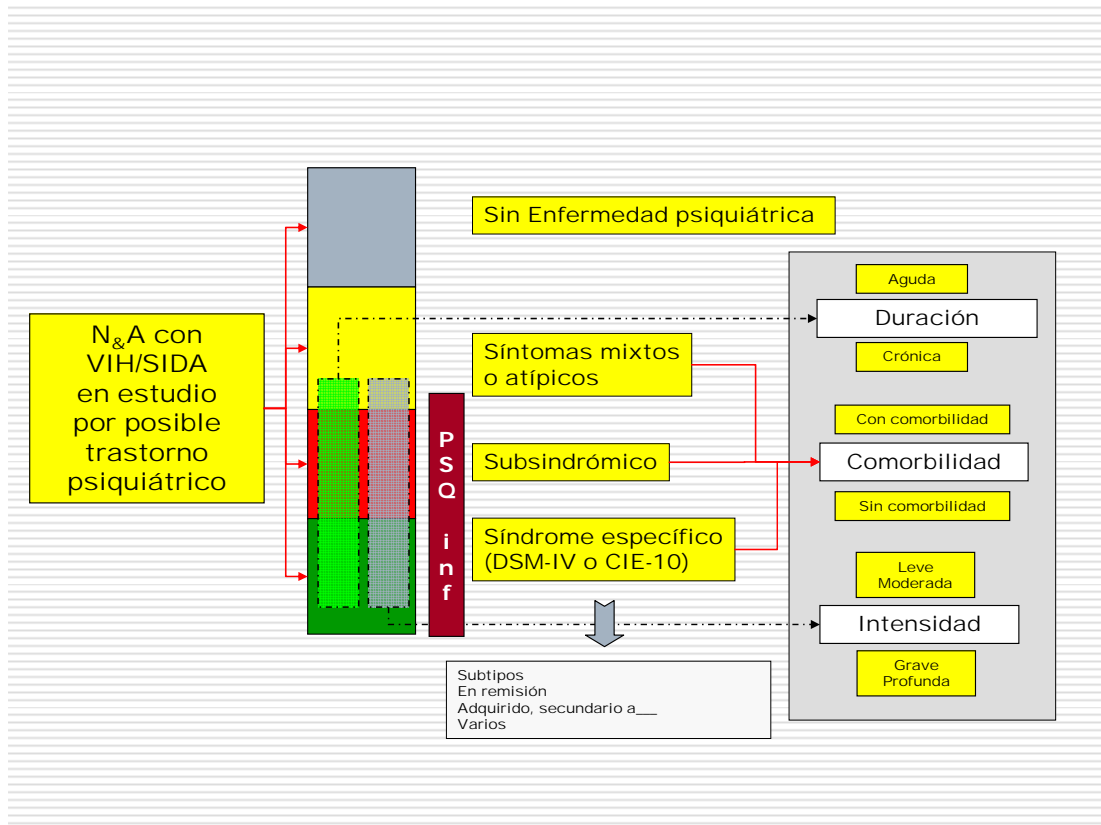 N&A con
VIH/SIDA
en estudio
por posible
trastorno
psiquiátrico
P
S
Q
i
n
f
Sin Enfermedad psiquiátrica
Síntomas mixtos
o atípicos
Subsindrómico
Síndrome específico
(DSM-IV o CIE-10)
Subtipos
En remisión
Adquirido, secundario a___
Varios
Aguda
Duración
Crónica
Con comorbilidad
Comorbilidad
Sin comorbilidad
Leve
Moderada
Intensidad
Grave
Profunda